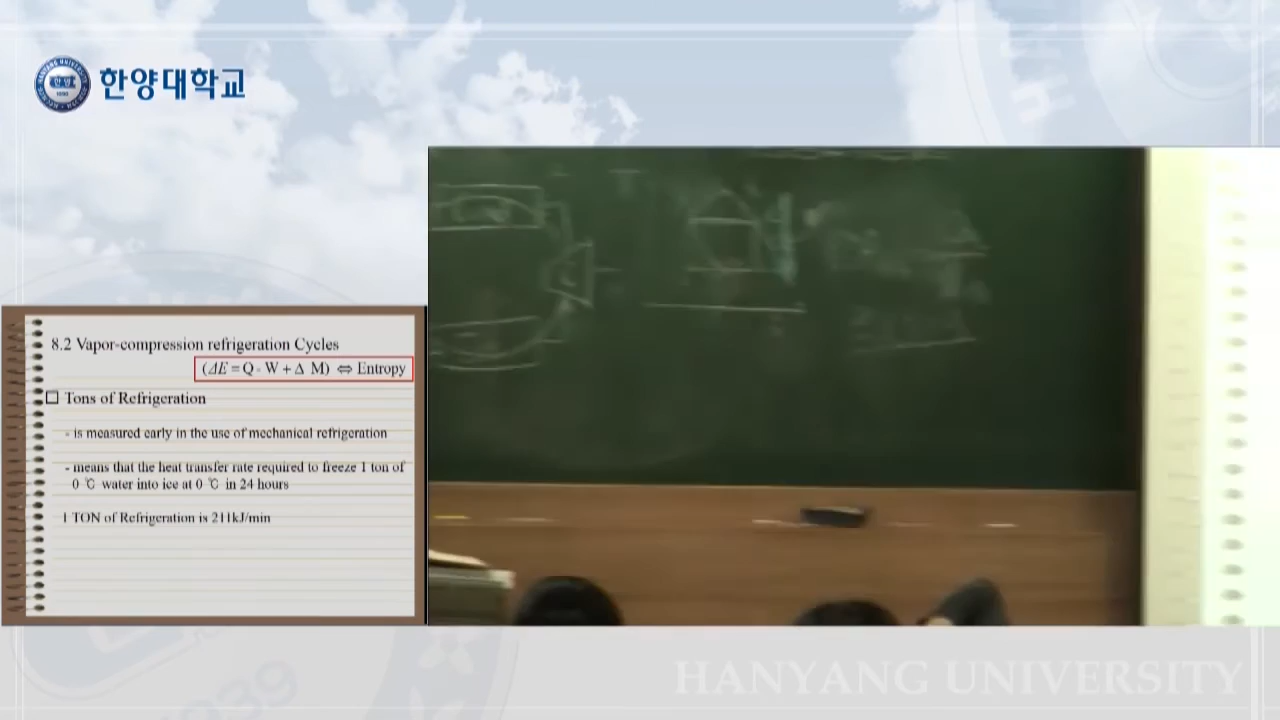 한양대학교
8.2 Vapor-compression refrigeration Cycles
(ΔE = Q - W + Δ M) ⇔ Entropy
□ Tons of Refrigeration
- is measured early in the use of mechanical refrigeration
- means that the heat transfer rate required to freeze 1 ton of
0 ℃ water into ice at 0 ℃ in 24 hours
1 TON of Refrigeration is 211kJ/min
HANYANG UNIVERSITY